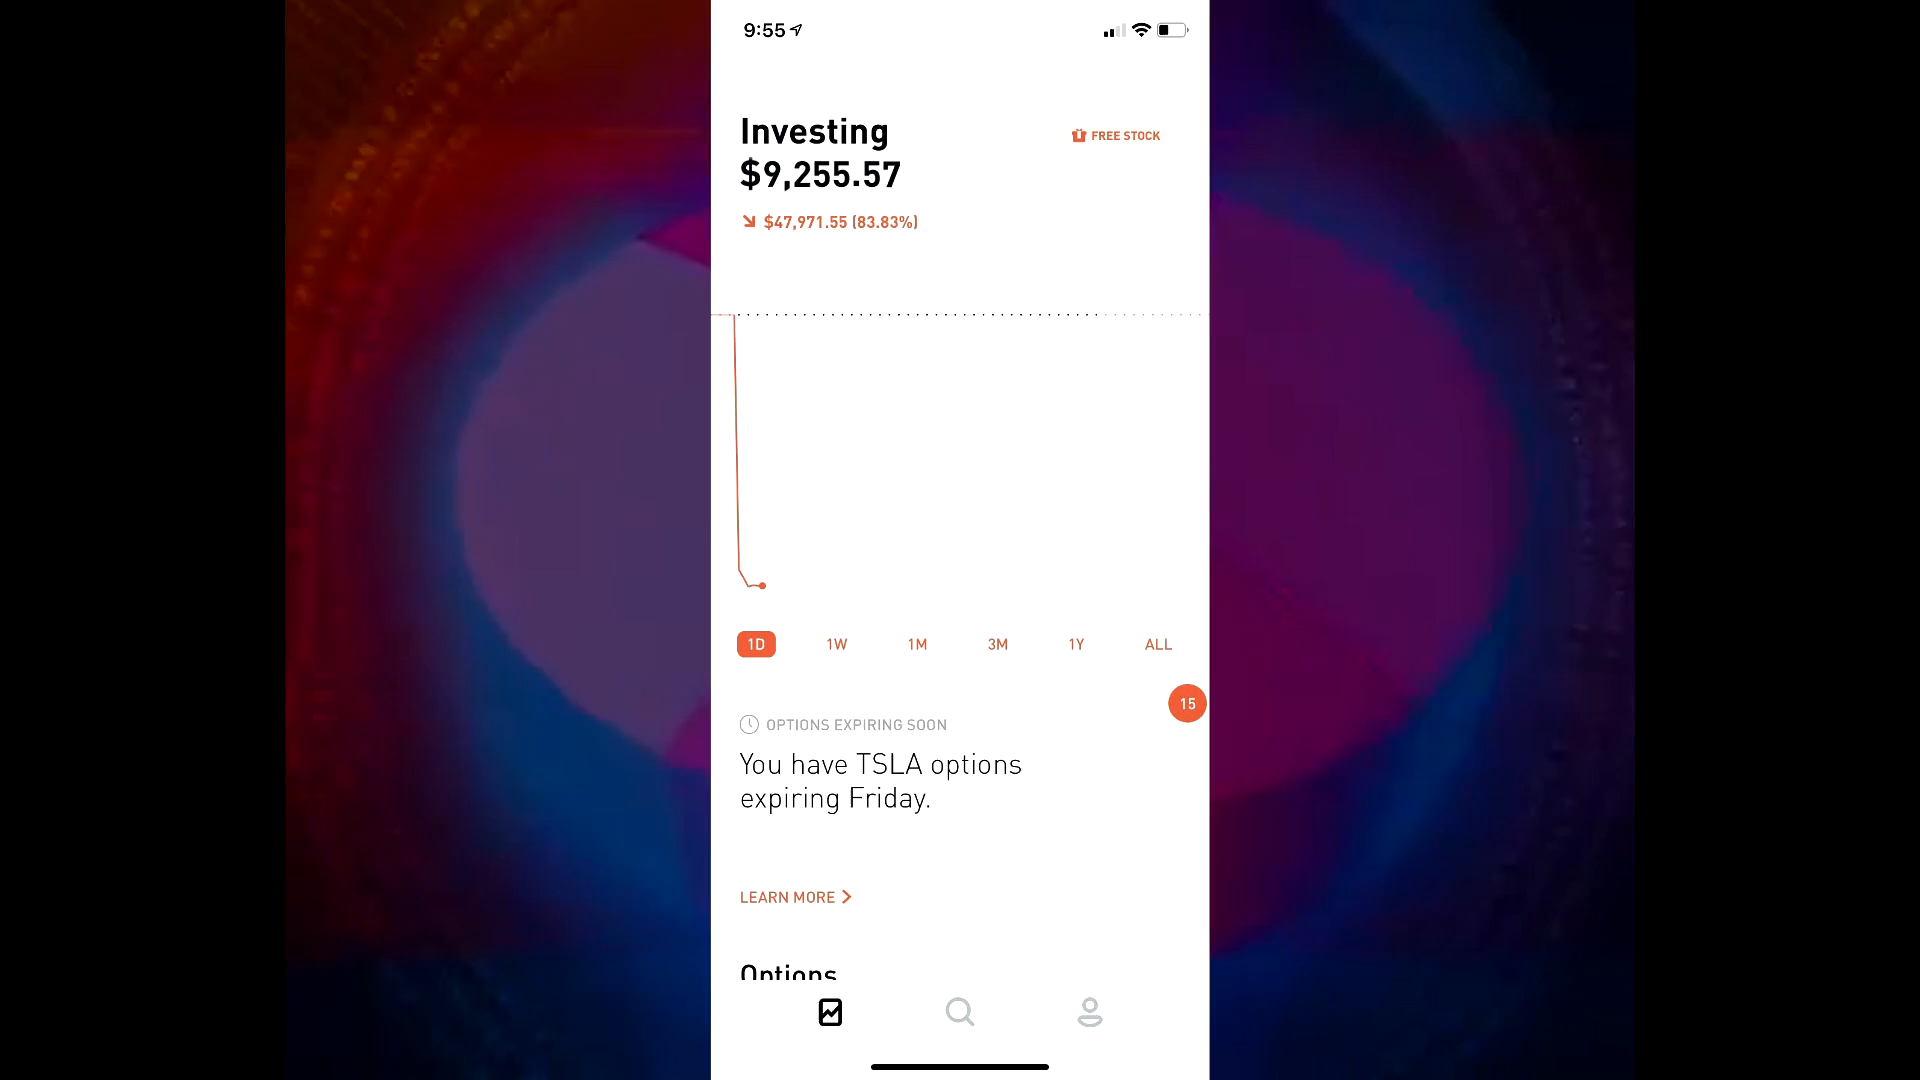 9:55
Investing
FREE STOCK
$9,255.57
$47,971.55 (83.83%)
1D 1W 1M 3M 1Y ALL
15
OPTIONS EXPIRING SOON
You have TSLA options
expiring Friday.
LEARN MORE
Options